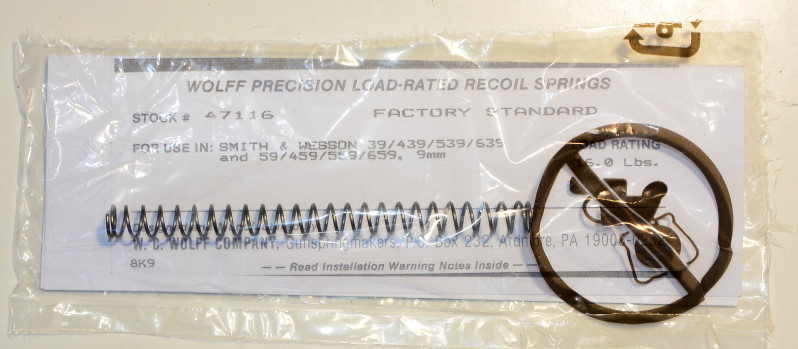 WOLFF PRECISION LOAD-RATED RECOIL SPRINGS
STOCK # 47116 FACTORY STANDARD
FOR USE IN: SMITH & WESSON 39/439/539/639 LOAD RATING
and 59/459/559/659, 9mm 16.0 Lbs.
W. C. WOLFF COMPANY, Gunspringmakers, P.O. Box 232, Ardmore, PA 19003-0232
8K9
— — Read Installation Warning Notes Inside — —